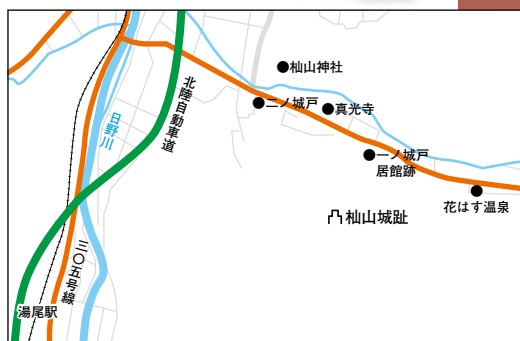 杣山神社
二ノ城戸
真光寺
北陸自動車道
日野川
一ノ城戸
居館跡
花はす温泉
杣山城趾
三〇五号線
湯尾駅